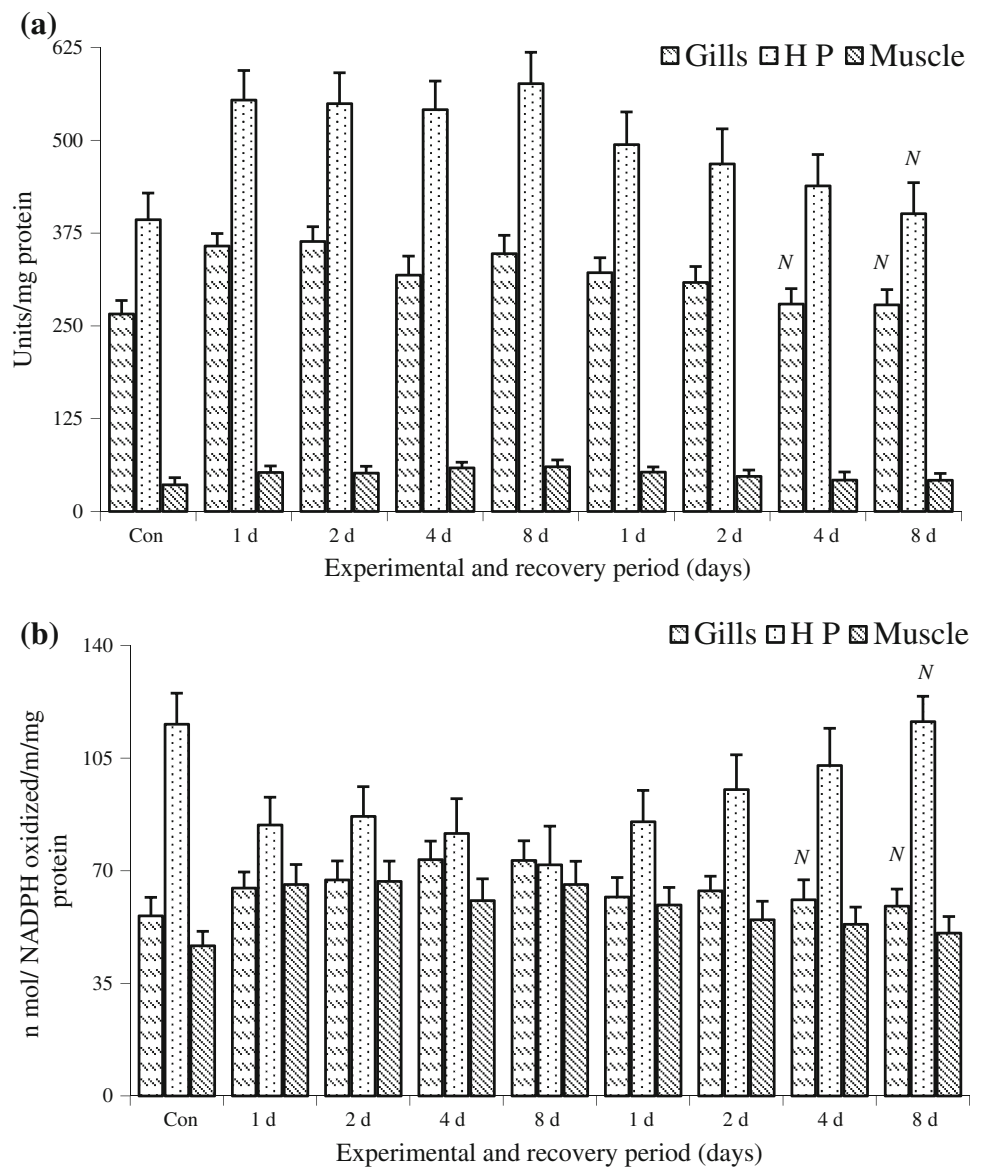 (a)
625
500
375
250
125
0
Units/mg protein
Gills H P Muscle
N
N
N
Con 1 d 2 d 4 d 8 d 1 d 2 d 4 d 8 d
Experimental and recovery period (days)
(b)
140
105
70
35
0
n mol/ NADPH oxidized/m/mg
protein
Gills H P Muscle
N
N
N
Con 1 d 2 d 4 d 8 d 1 d 2 d 4 d 8 d
Experimental and recovery period (days)